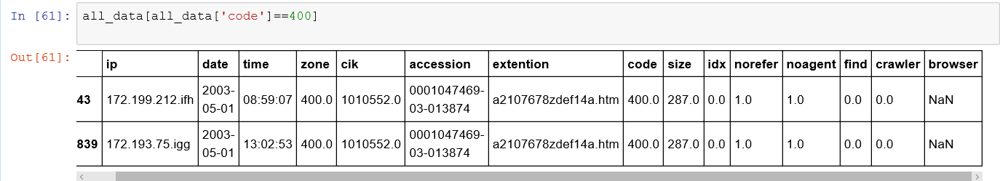 In [61]: all_data[all_data['code']==400]
Out[61]:
ip date time zone cik accession extention code size idx norefer noagent find crawler browser
43 172.199.212.ifh 2003-05-01 08:59:07 400.0 1010552.0 0001047469-03-013874 a2107678zdef14a.htm 400.0 287.0 0.0 1.0 1.0 0.0 0.0 NaN
839 172.193.75.igg 2003-05-01 13:02:53 400.0 1010552.0 0001047469-03-013874 a2107678zdef14a.htm 400.0 287.0 0.0 1.0 1.0 0.0 0.0 NaN